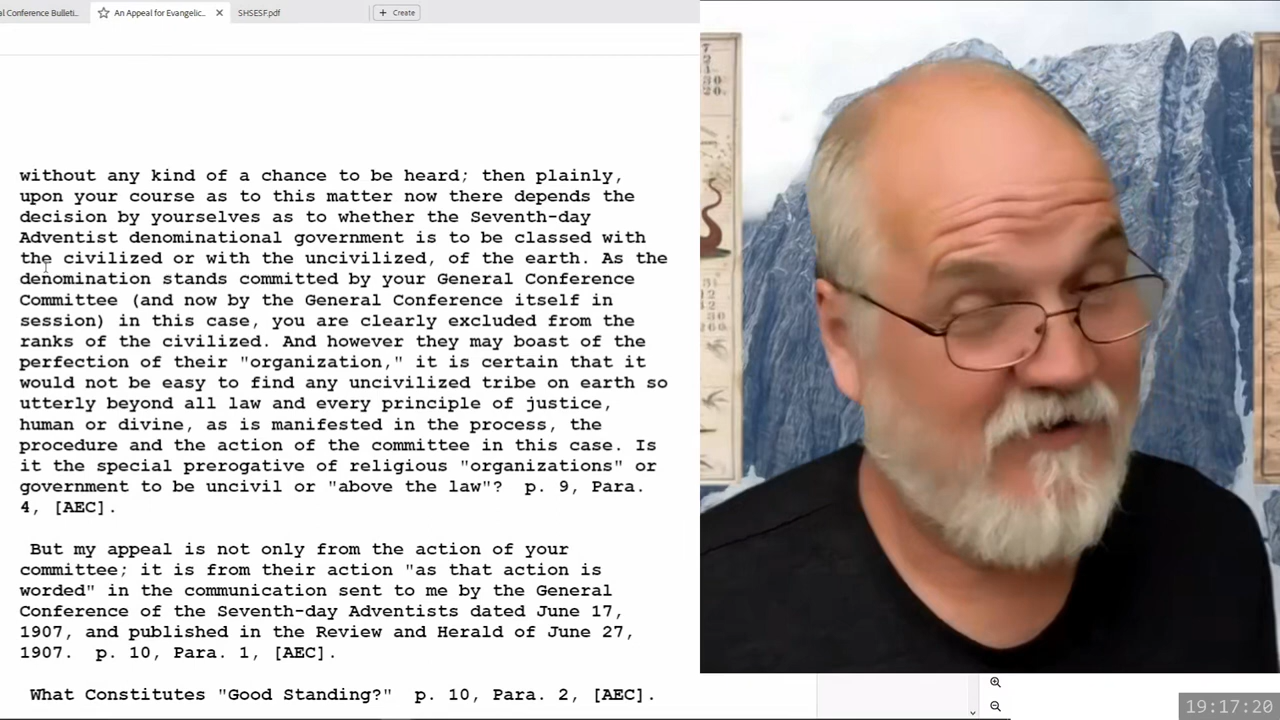 al Conference Bulleti..
An Appeal for Evangelic..
SHSESF.pdf
+ Create
without any kind of a chance to be heard; then plainly,
upon your course as to this matter now there depends the
decision by yourselves as to whether the Seventh-day
Adventist denominational government is to be classed with
the civilized or with the uncivilized, of the earth. As the
denomination stands committed by your General Conference
Committee (and now by the General Conference itself in
session) in this case, you are clearly excluded from the
ranks of the civilized. And however they may boast of the
perfection of their "organization," it is certain that it
would not be easy to find any uncivilized tribe on earth so
utterly beyond all law and every principle of justice,
human or divine, as is manifested in the process, the
procedure and the action of the committee in this case. Is
it the special prerogative of religious "organizations" or
government to be uncivil or "above the law"?  p. 9, Para.
4, [AEC].
But my appeal is not only from the action of your
committee; it is from their action "as that action is
worded" in the communication sent to me by the General
Conference of the Seventh-day Adventists dated June 17,
1907, and published in the Review and Herald of June 27,
1907.  p. 10, Para. 1, [AEC].
What Constitutes "Good Standing?"  p. 10, Para. 2, [AEC].
19:17:20